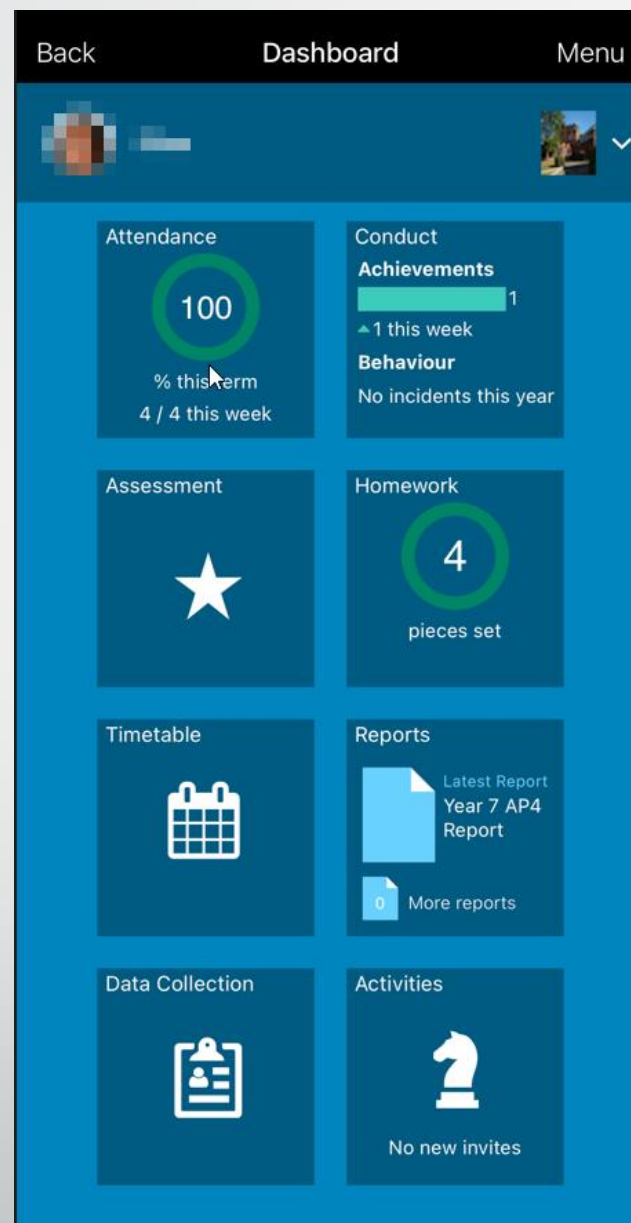 Back Dashboard Menu
Attendance
100
% this term
4 / 4 this week
Conduct
Achievements
1
1 this week
Behaviour
No incidents this year
Assessment
Homework
4
pieces set
Timetable
Reports
Latest Report
Year 7 AP4
Report
0 More reports
Data Collection
Activities
No new invites